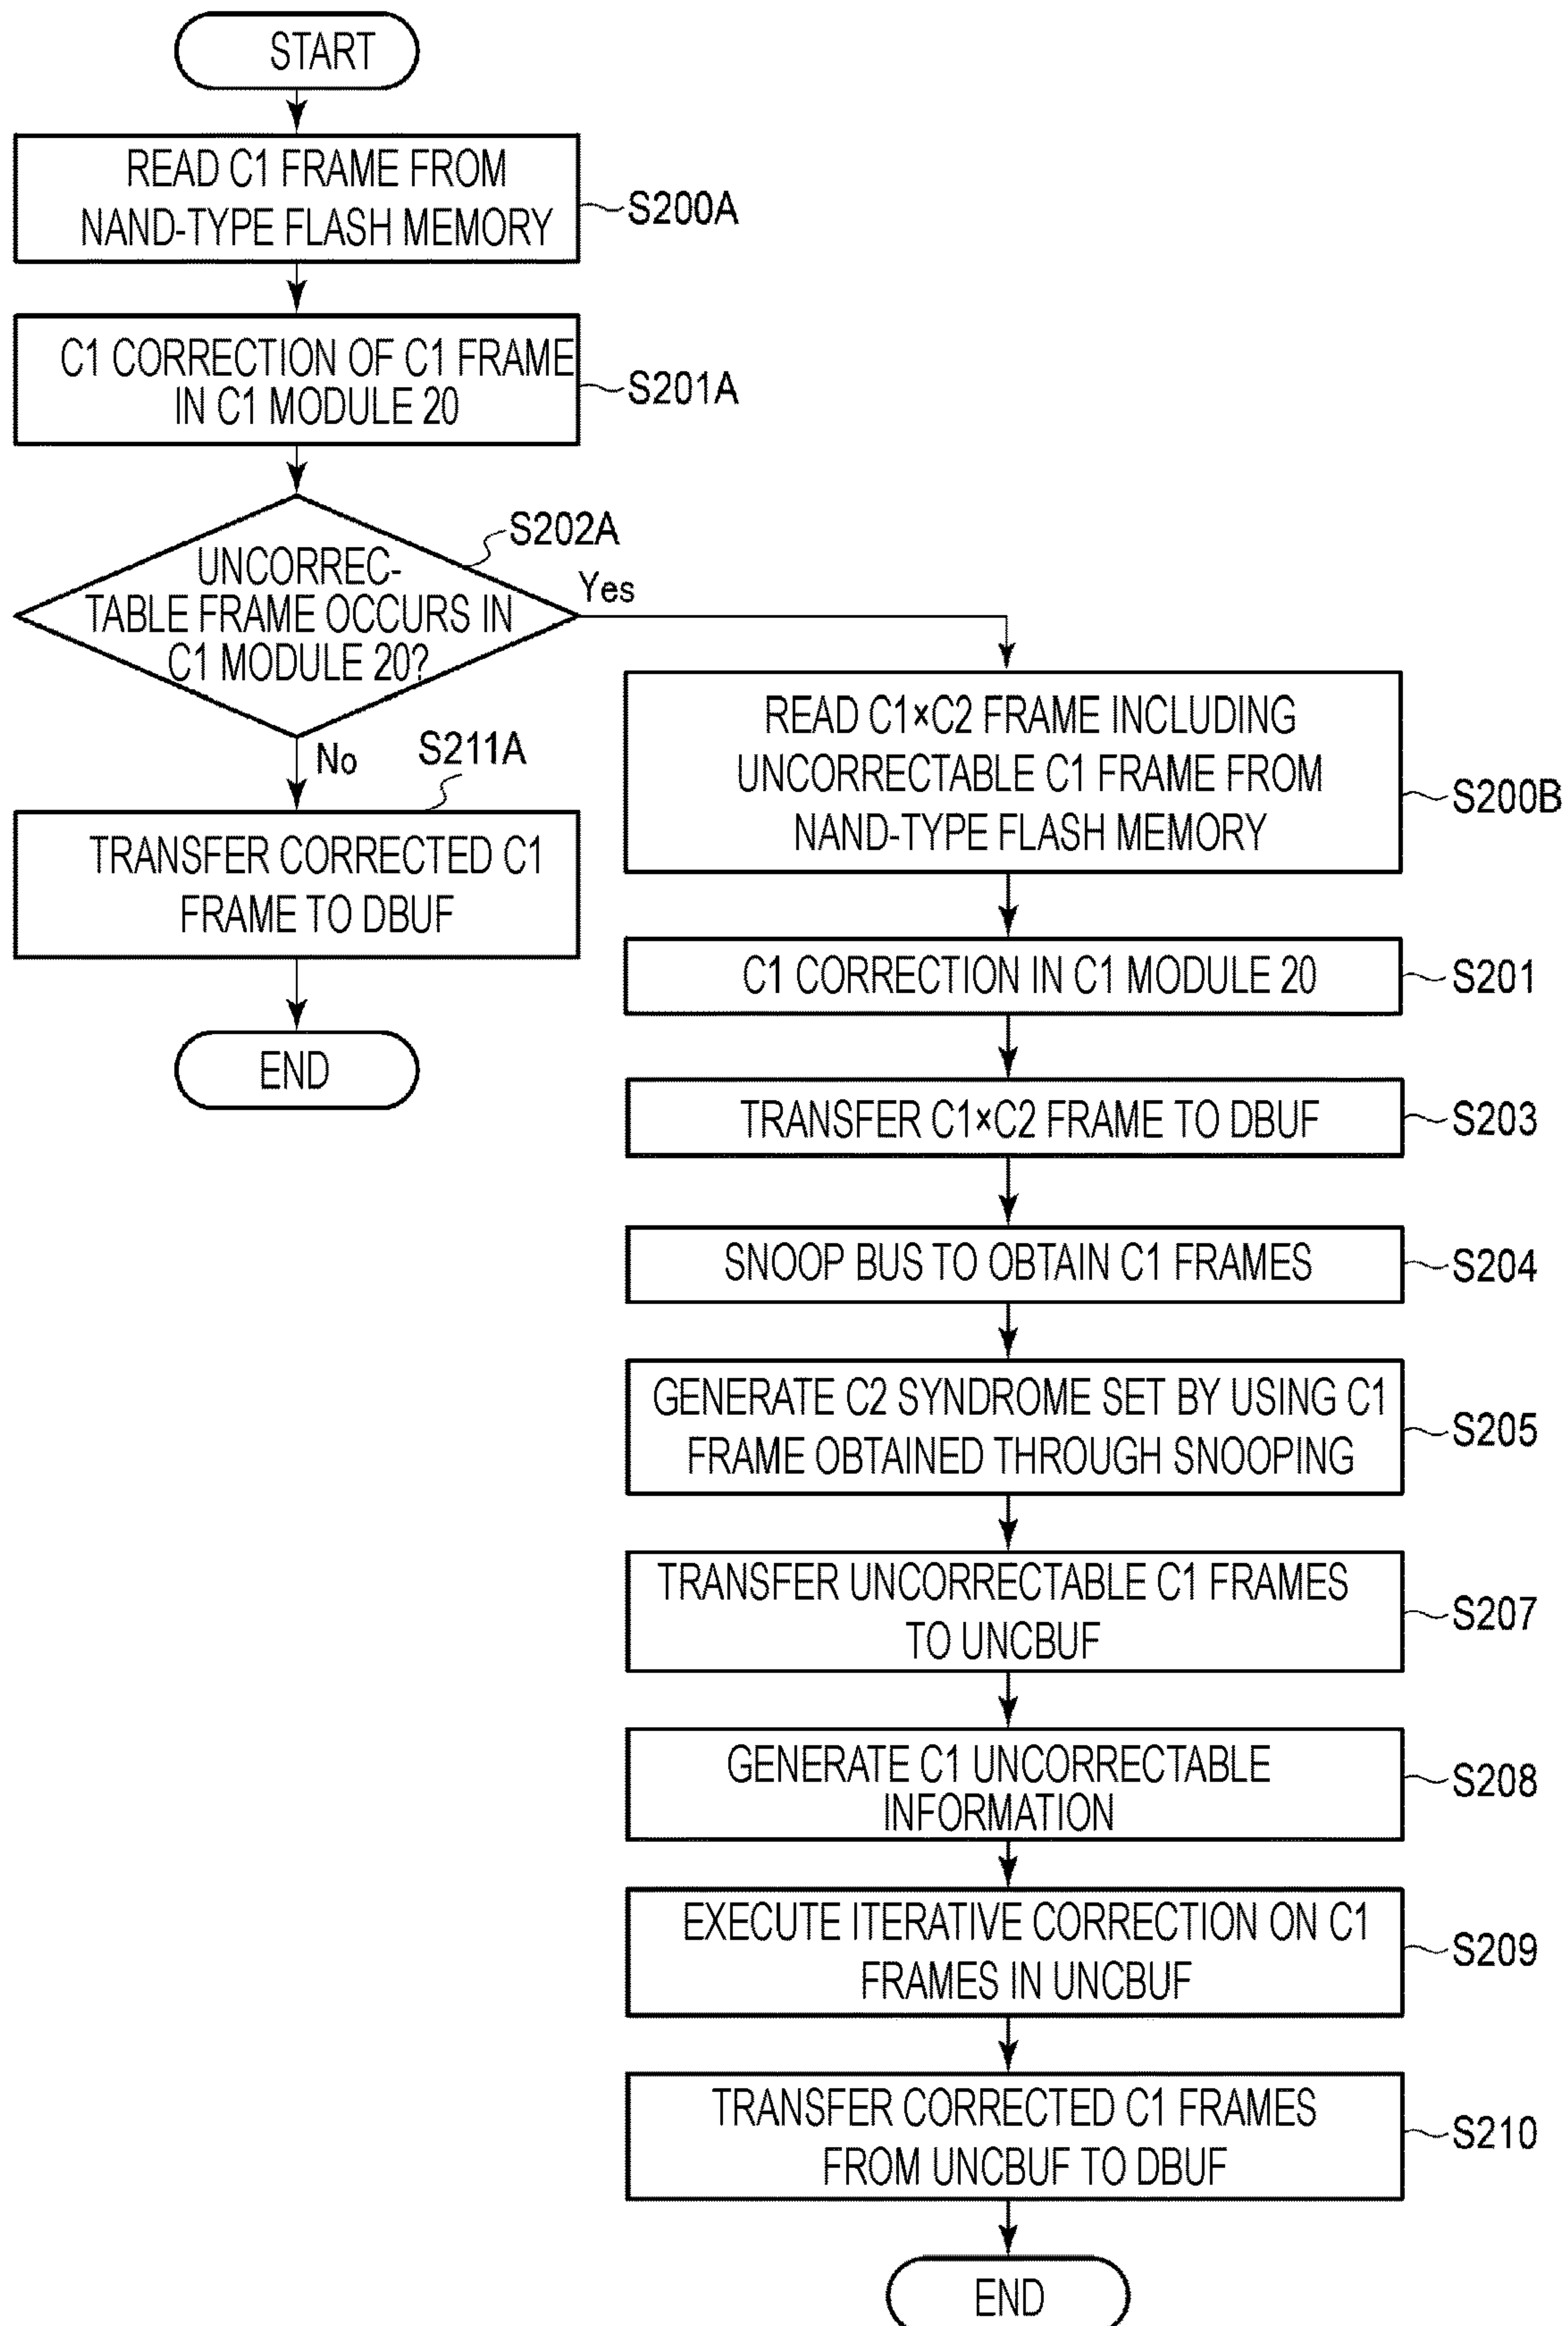 START
READ C1 FRAME FROM
NAND-TYPE FLASH MEMORY
S200A
C1 CORRECTION OF C1 FRAME
IN C1 MODULE 20
S201A
S202A
UNCORREC-
TABLE FRAME OCCURS IN
C1 MODULE 20?
Yes
No
S211A
TRANSFER CORRECTED C1
FRAME TO DBUF
END
READ C1×C2 FRAME INCLUDING
UNCORRECTABLE C1 FRAME FROM
NAND-TYPE FLASH MEMORY
S200B
C1 CORRECTION IN C1 MODULE 20
S201
TRANSFER C1×C2 FRAME TO DBUF
S203
SNOOP BUS TO OBTAIN C1 FRAMES
S204
GENERATE C2 SYNDROME SET BY USING C1
FRAME OBTAINED THROUGH SNOOPING
S205
TRANSFER UNCORRECTABLE C1 FRAMES
TO UNCBUF
S207
GENERATE C1 UNCORRECTABLE
INFORMATION
S208
EXECUTE ITERATIVE CORRECTION ON C1
FRAMES IN UNCBUF
S209
TRANSFER CORRECTED C1 FRAMES
FROM UNCBUF TO DBUF
S210
END